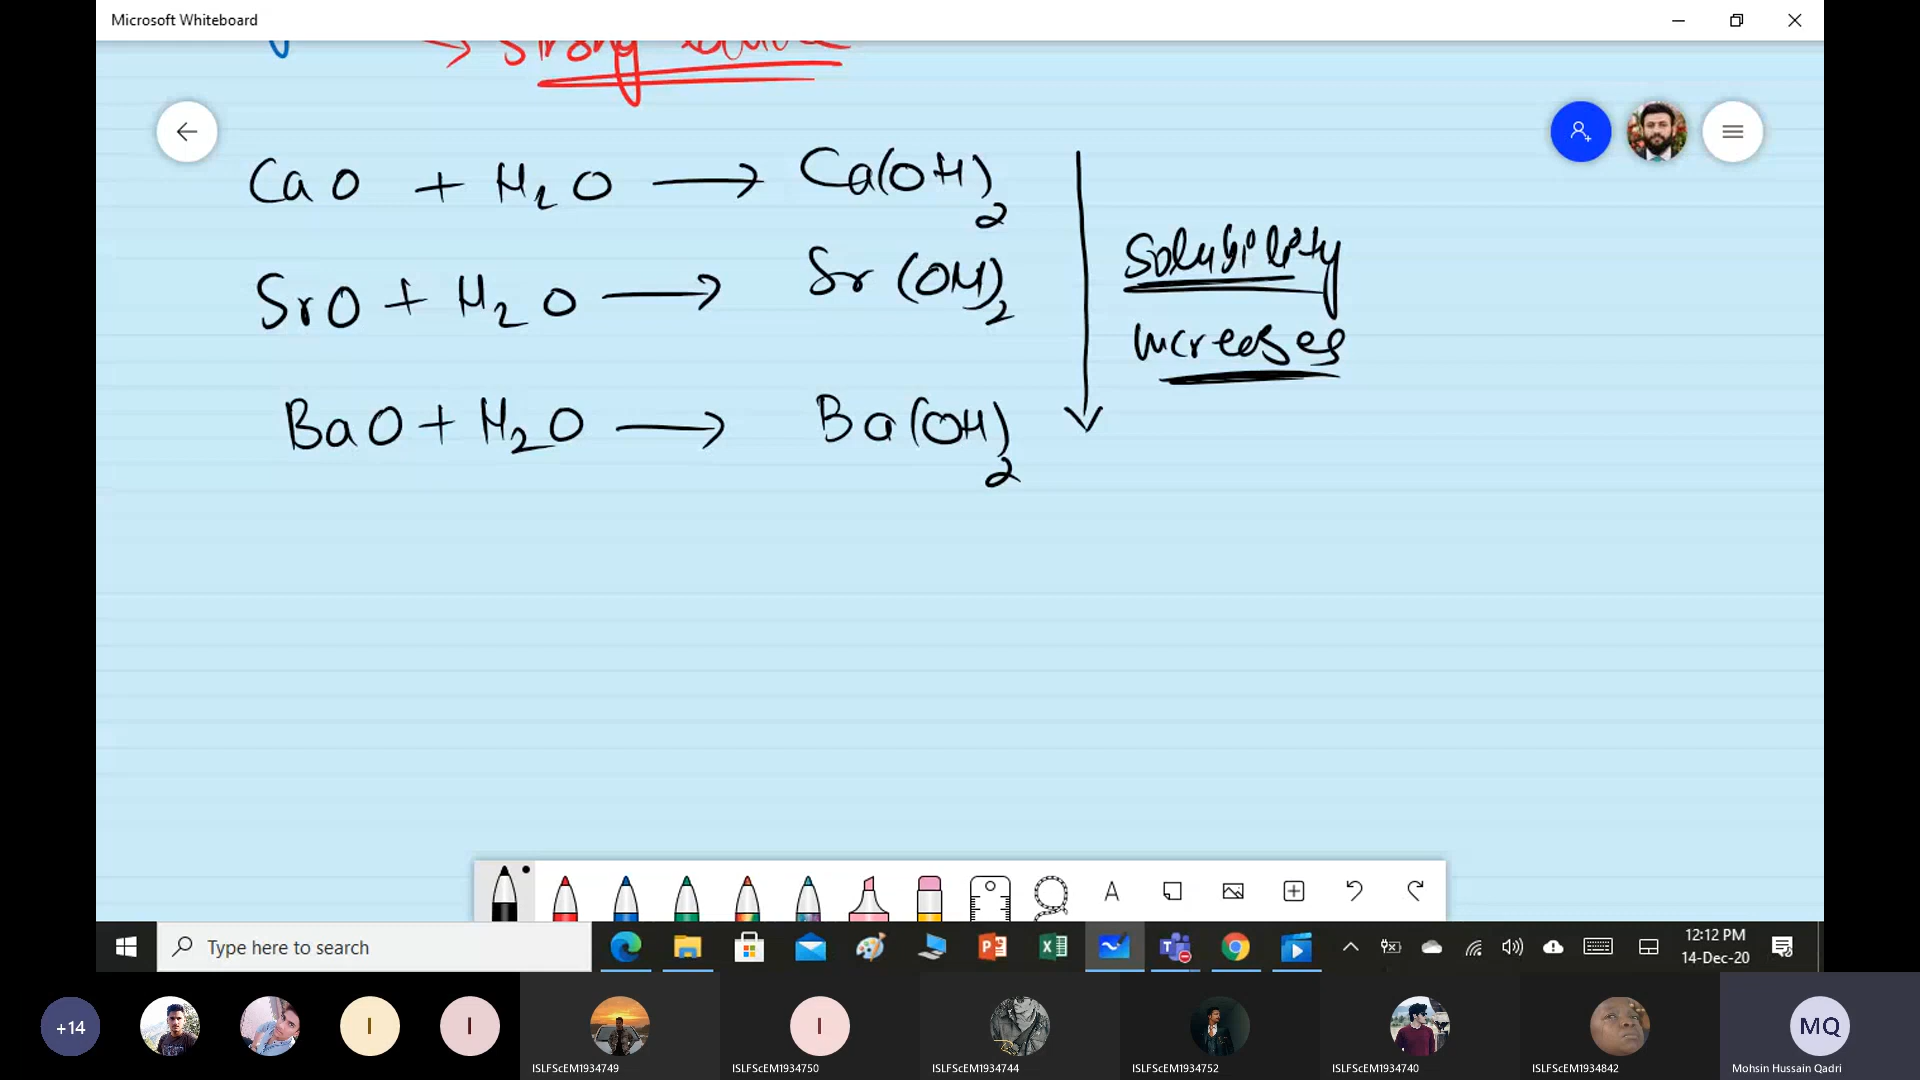 Microsoft Whiteboard
→ Strong
CaO + H2O ⟶ Ca(OH)2
SrO + H2O ⟶ Sr(OH)2
BaO + H2O ⟶ Ba(OH)2
Solubility
increases
A
Type here to search
12:12 PM
14-Dec-20
+14
I
I
I
MQ
ISLFScEM1934749
ISLFScEM1934750
ISLFScEM1934744
ISLFScEM1934752
ISLFScEM1934740
ISLFScEM1934842
Mohsin Hussain Qadri